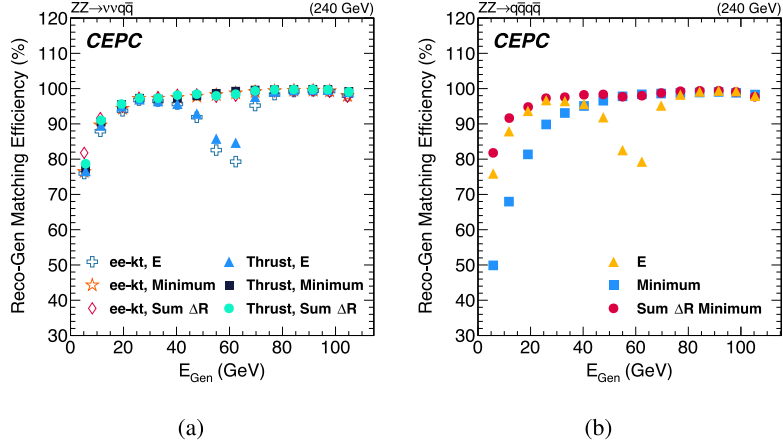 ZZ→ννqq̅ (240 GeV)
CEPC
Reco-Gen Matching Efficiency (%)
120
110
100
90
80
70
60
50
40
30
ee-kt, E
ee-kt, Minimum
ee-kt, Sum ΔR
Thrust, E
Thrust, Minimum
Thrust, Sum ΔR
0 20 40 60 80 100
E_Gen (GeV)
(a)
ZZ→qq̅qq̅ (240 GeV)
CEPC
Reco-Gen Matching Efficiency (%)
120
110
100
90
80
70
60
50
40
30
E
Minimum
Sum ΔR Minimum
0 20 40 60 80 100
E_Gen (GeV)
(b)